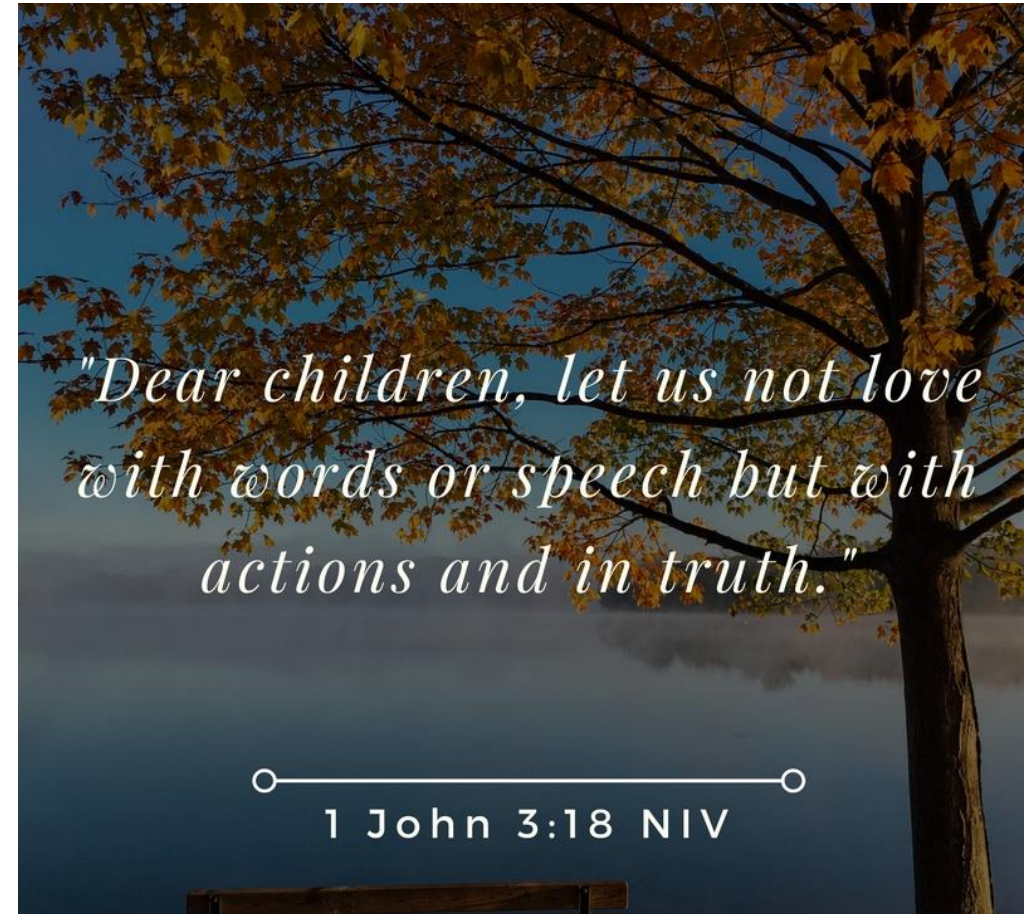 "Dear children, let us not love
with words or speech but with
actions and in truth."
1 John 3:18 NIV